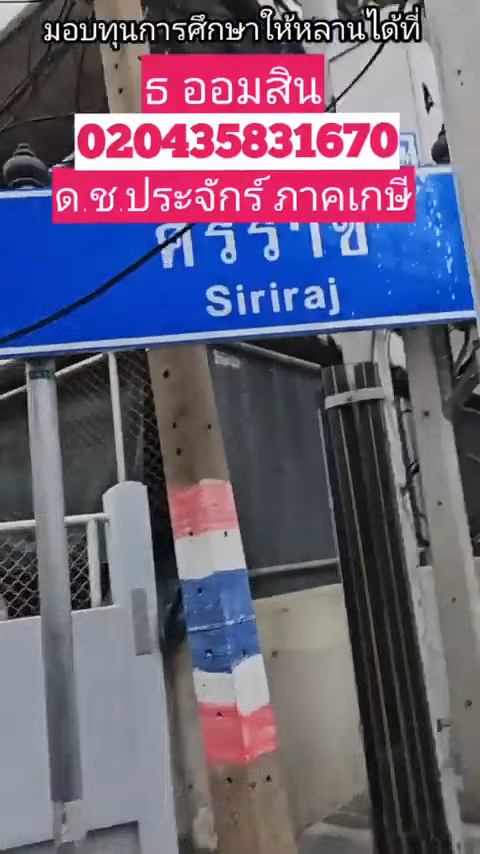 มอบทุนการศึกษาให้หลานได้ที่
ธ ออมสิน
020435831670
ด.ช.ประจักร์ ภาคเกษี
ศิริราช
Siriraj